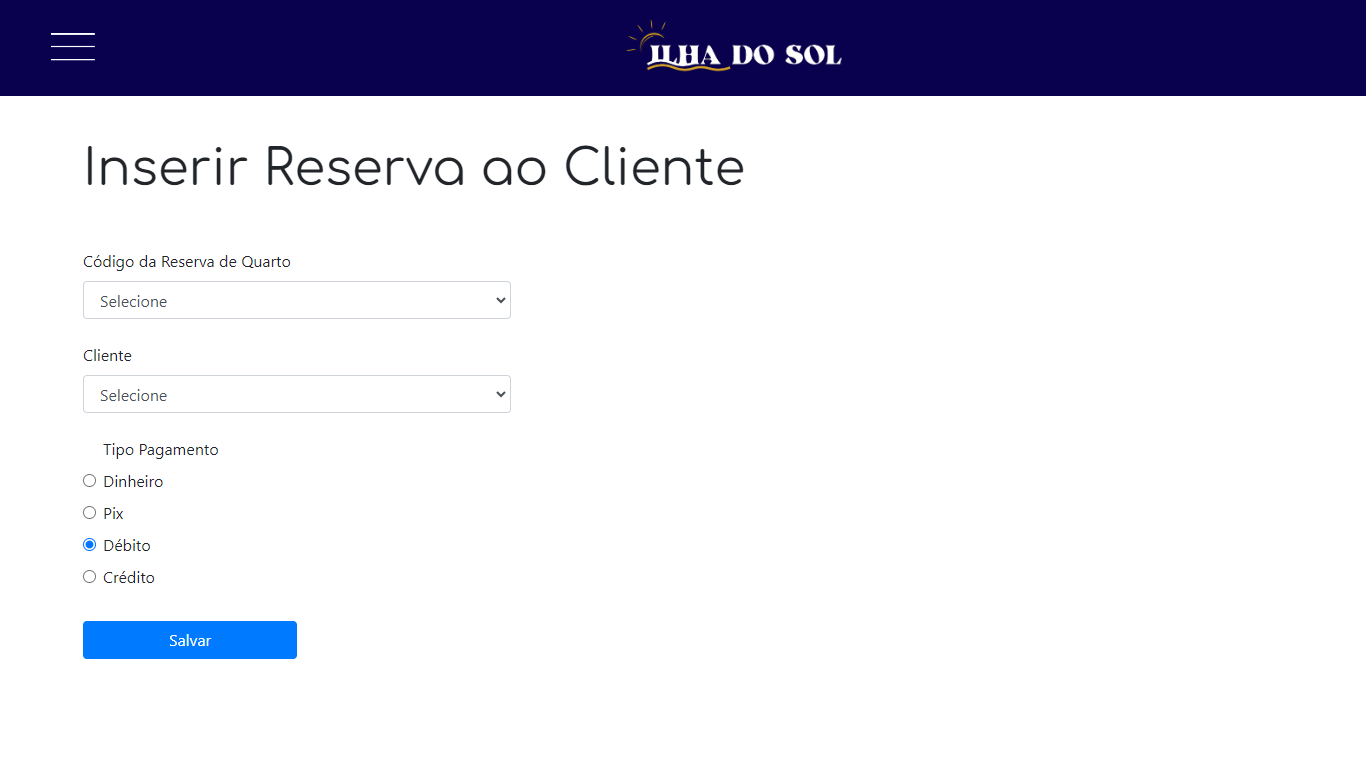 ILHA DO SOL
Inserir Reserva ao Cliente
Código da Reserva de Quarto
Selecione
Cliente
Selecione
Tipo Pagamento
Dinheiro
Pix
Débito
Crédito
Salvar